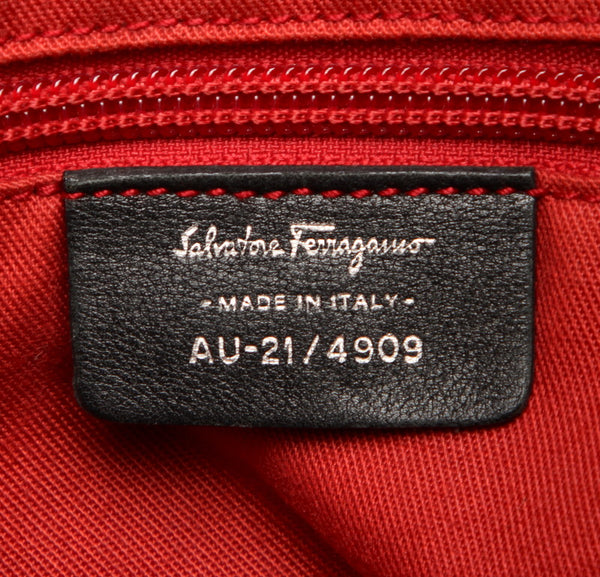 Salvatore Ferragamo
- MADE IN ITALY -
AU-21/4909